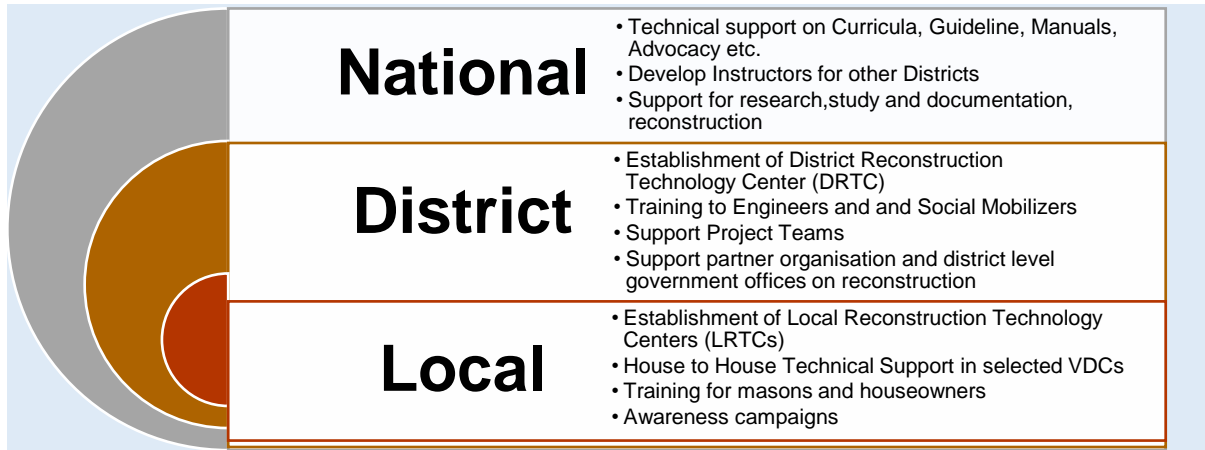 National
• Technical support on Curricula, Guideline, Manuals,
Advocacy etc.
• Develop Instructors for other Districts
• Support for research,study and documentation,
reconstruction
District
• Establishment of District Reconstruction
Technology Center (DRTC)
• Training to Engineers and and Social Mobilizers
• Support Project Teams
• Support partner organisation and district level
government offices on reconstruction
Local
• Establishment of Local Reconstruction Technology
Centers (LRTCs)
• House to House Technical Support in selected VDCs
• Training for masons and houseowners
• Awareness campaigns